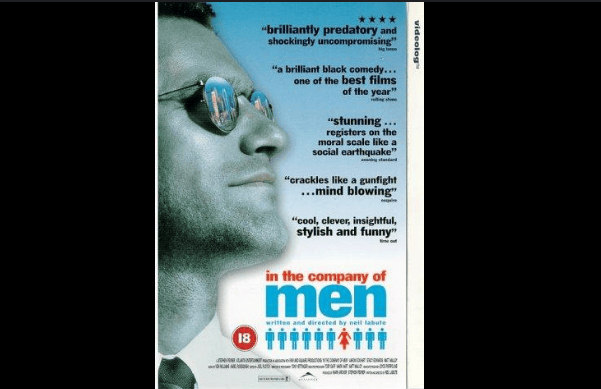 ★★★★
"brilliantly predatory and
shockingly uncompromising"
big issue
"a brilliant black comedy...
one of the best films
of the year"
rolling stone
"stunning ...
registers on the
moral scale like a
social earthquake"
evening standard
"crackles like a gunfight
...mind blowing"
esquire
"cool, clever, insightful,
stylish and funny"
time out
in the company of
men
written and directed by neil labute
18
videolog